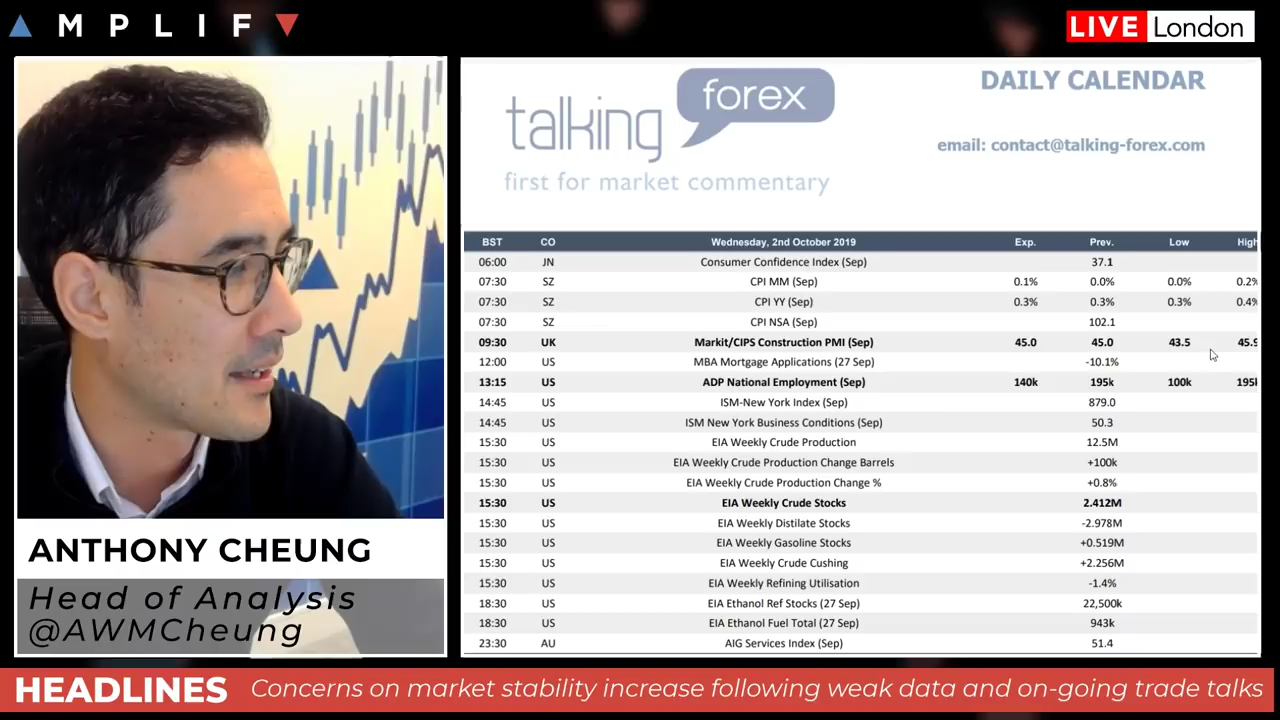 ▲ M P L I F ▼
LIVE London
ANTHONY CHEUNG
Head of Analysis
@AWMCheung
talking forex
first for market commentary
DAILY CALENDAR
email: contact@talking-forex.com
BST CO Wednesday, 2nd October 2019 Exp. Prev. Low High
06:00 JN Consumer Confidence Index (Sep) 37.1
07:30 SZ CPI MM (Sep) 0.1% 0.0% 0.0% 0.2%
07:30 SZ CPI YY (Sep) 0.3% 0.3% 0.3% 0.4%
07:30 SZ CPI NSA (Sep) 102.1
09:30 UK Markit/CIPS Construction PMI (Sep) 45.0 45.0 43.5 45.9
12:00 US MBA Mortgage Applications (27 Sep) -10.1%
13:15 US ADP National Employment (Sep) 140k 195k 100k 195k
14:45 US ISM-New York Index (Sep) 879.0
14:45 US ISM New York Business Conditions (Sep) 50.3
15:30 US EIA Weekly Crude Production 12.5M
15:30 US EIA Weekly Crude Production Change Barrels +100k
15:30 US EIA Weekly Crude Production Change % +0.8%
15:30 US EIA Weekly Crude Stocks 2.412M
15:30 US EIA Weekly Distilate Stocks -2.978M
15:30 US EIA Weekly Gasoline Stocks +0.519M
15:30 US EIA Weekly Crude Cushing +2.256M
15:30 US EIA Weekly Refining Utilisation -1.4%
18:30 US EIA Ethanol Ref Stocks (27 Sep) 22,500k
18:30 US EIA Ethanol Fuel Total (27 Sep) 943k
23:30 AU AIG Services Index (Sep) 51.4
HEADLINES Concerns on market stability increase following weak data and on-going trade talks